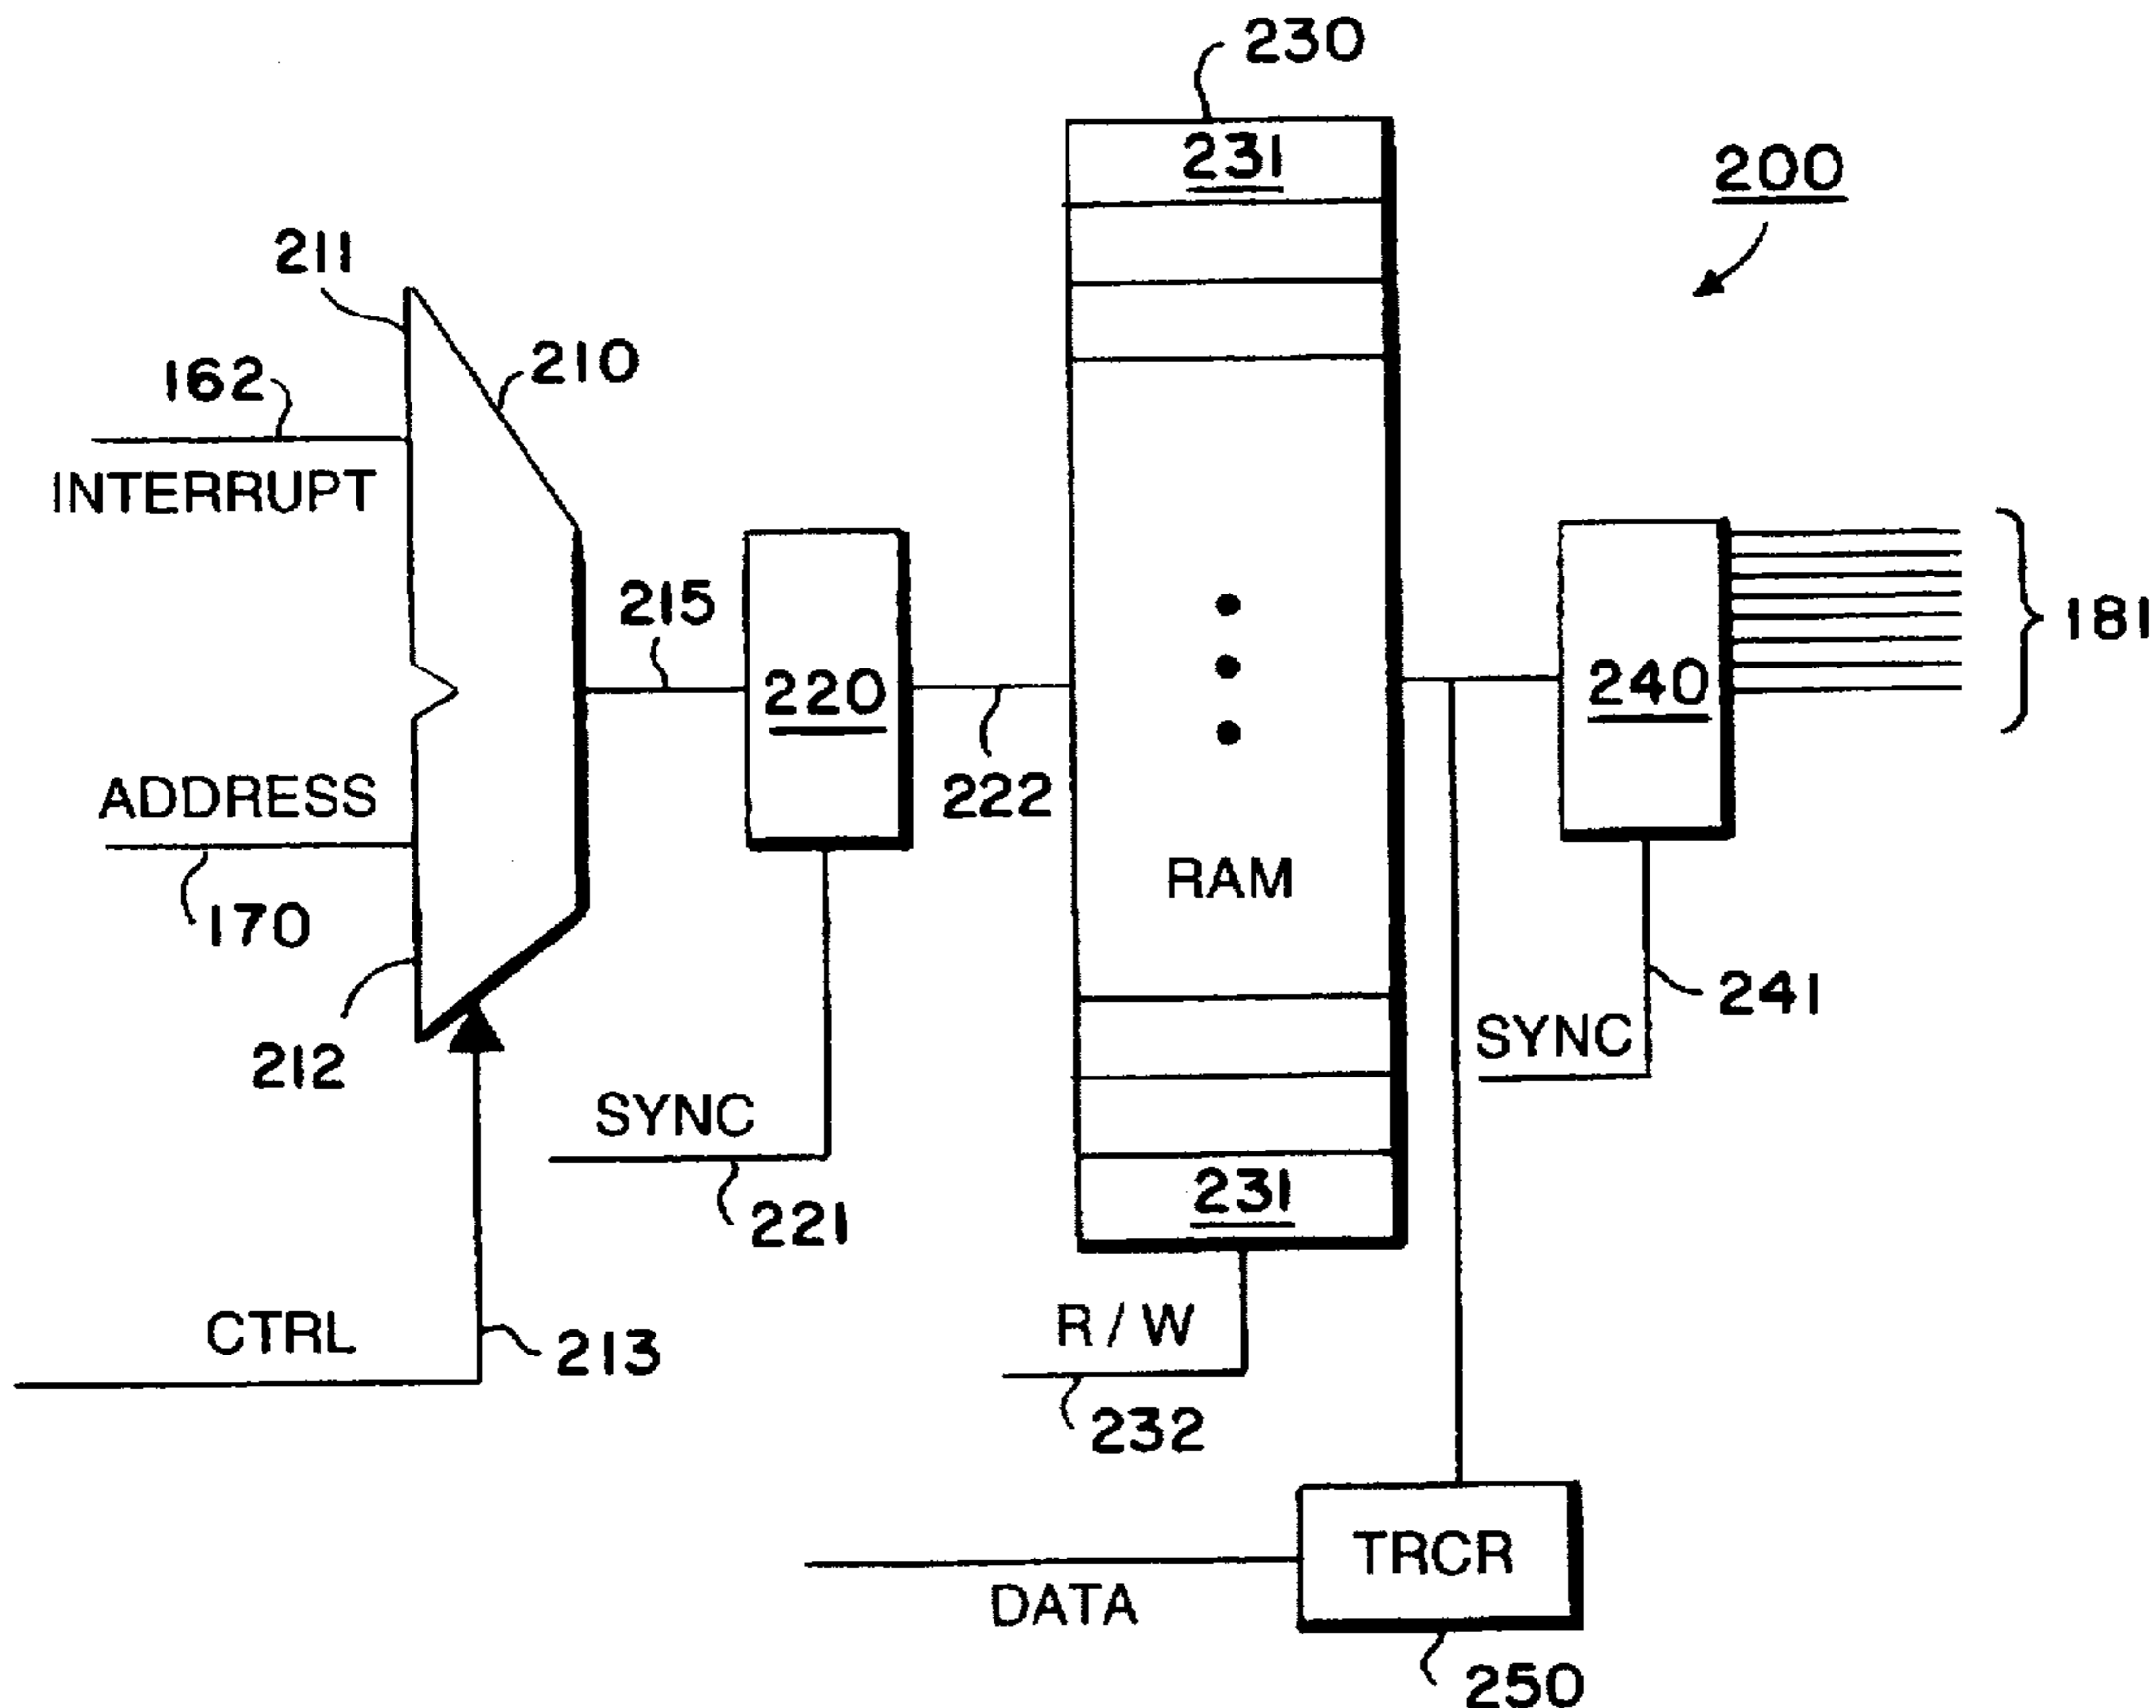 230
231
200
211
210
162
INTERRUPT
215
181
220
240
222
ADDRESS
170
RAM
241
SYNC
212
SYNC
231
221
R / W
CTRL
213
232
TRCR
DATA
250